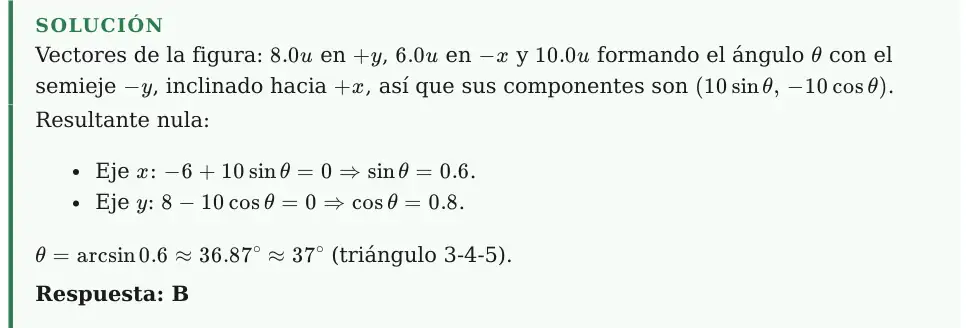 SOLUCIÓN
Vectores de la figura: 8.0u en +y, 6.0u en −x y 10.0u formando el ángulo θ con el
semieje −y, inclinado hacia +x, así que sus componentes son (10 sin θ, −10 cos θ).
Resultante nula:
• Eje x: −6 + 10 sin θ = 0 ⇒ sin θ = 0.6.
• Eje y: 8 − 10 cos θ = 0 ⇒ cos θ = 0.8.
θ = arcsin 0.6 ≈ 36.87° ≈ 37° (triángulo 3-4-5).
Respuesta: B